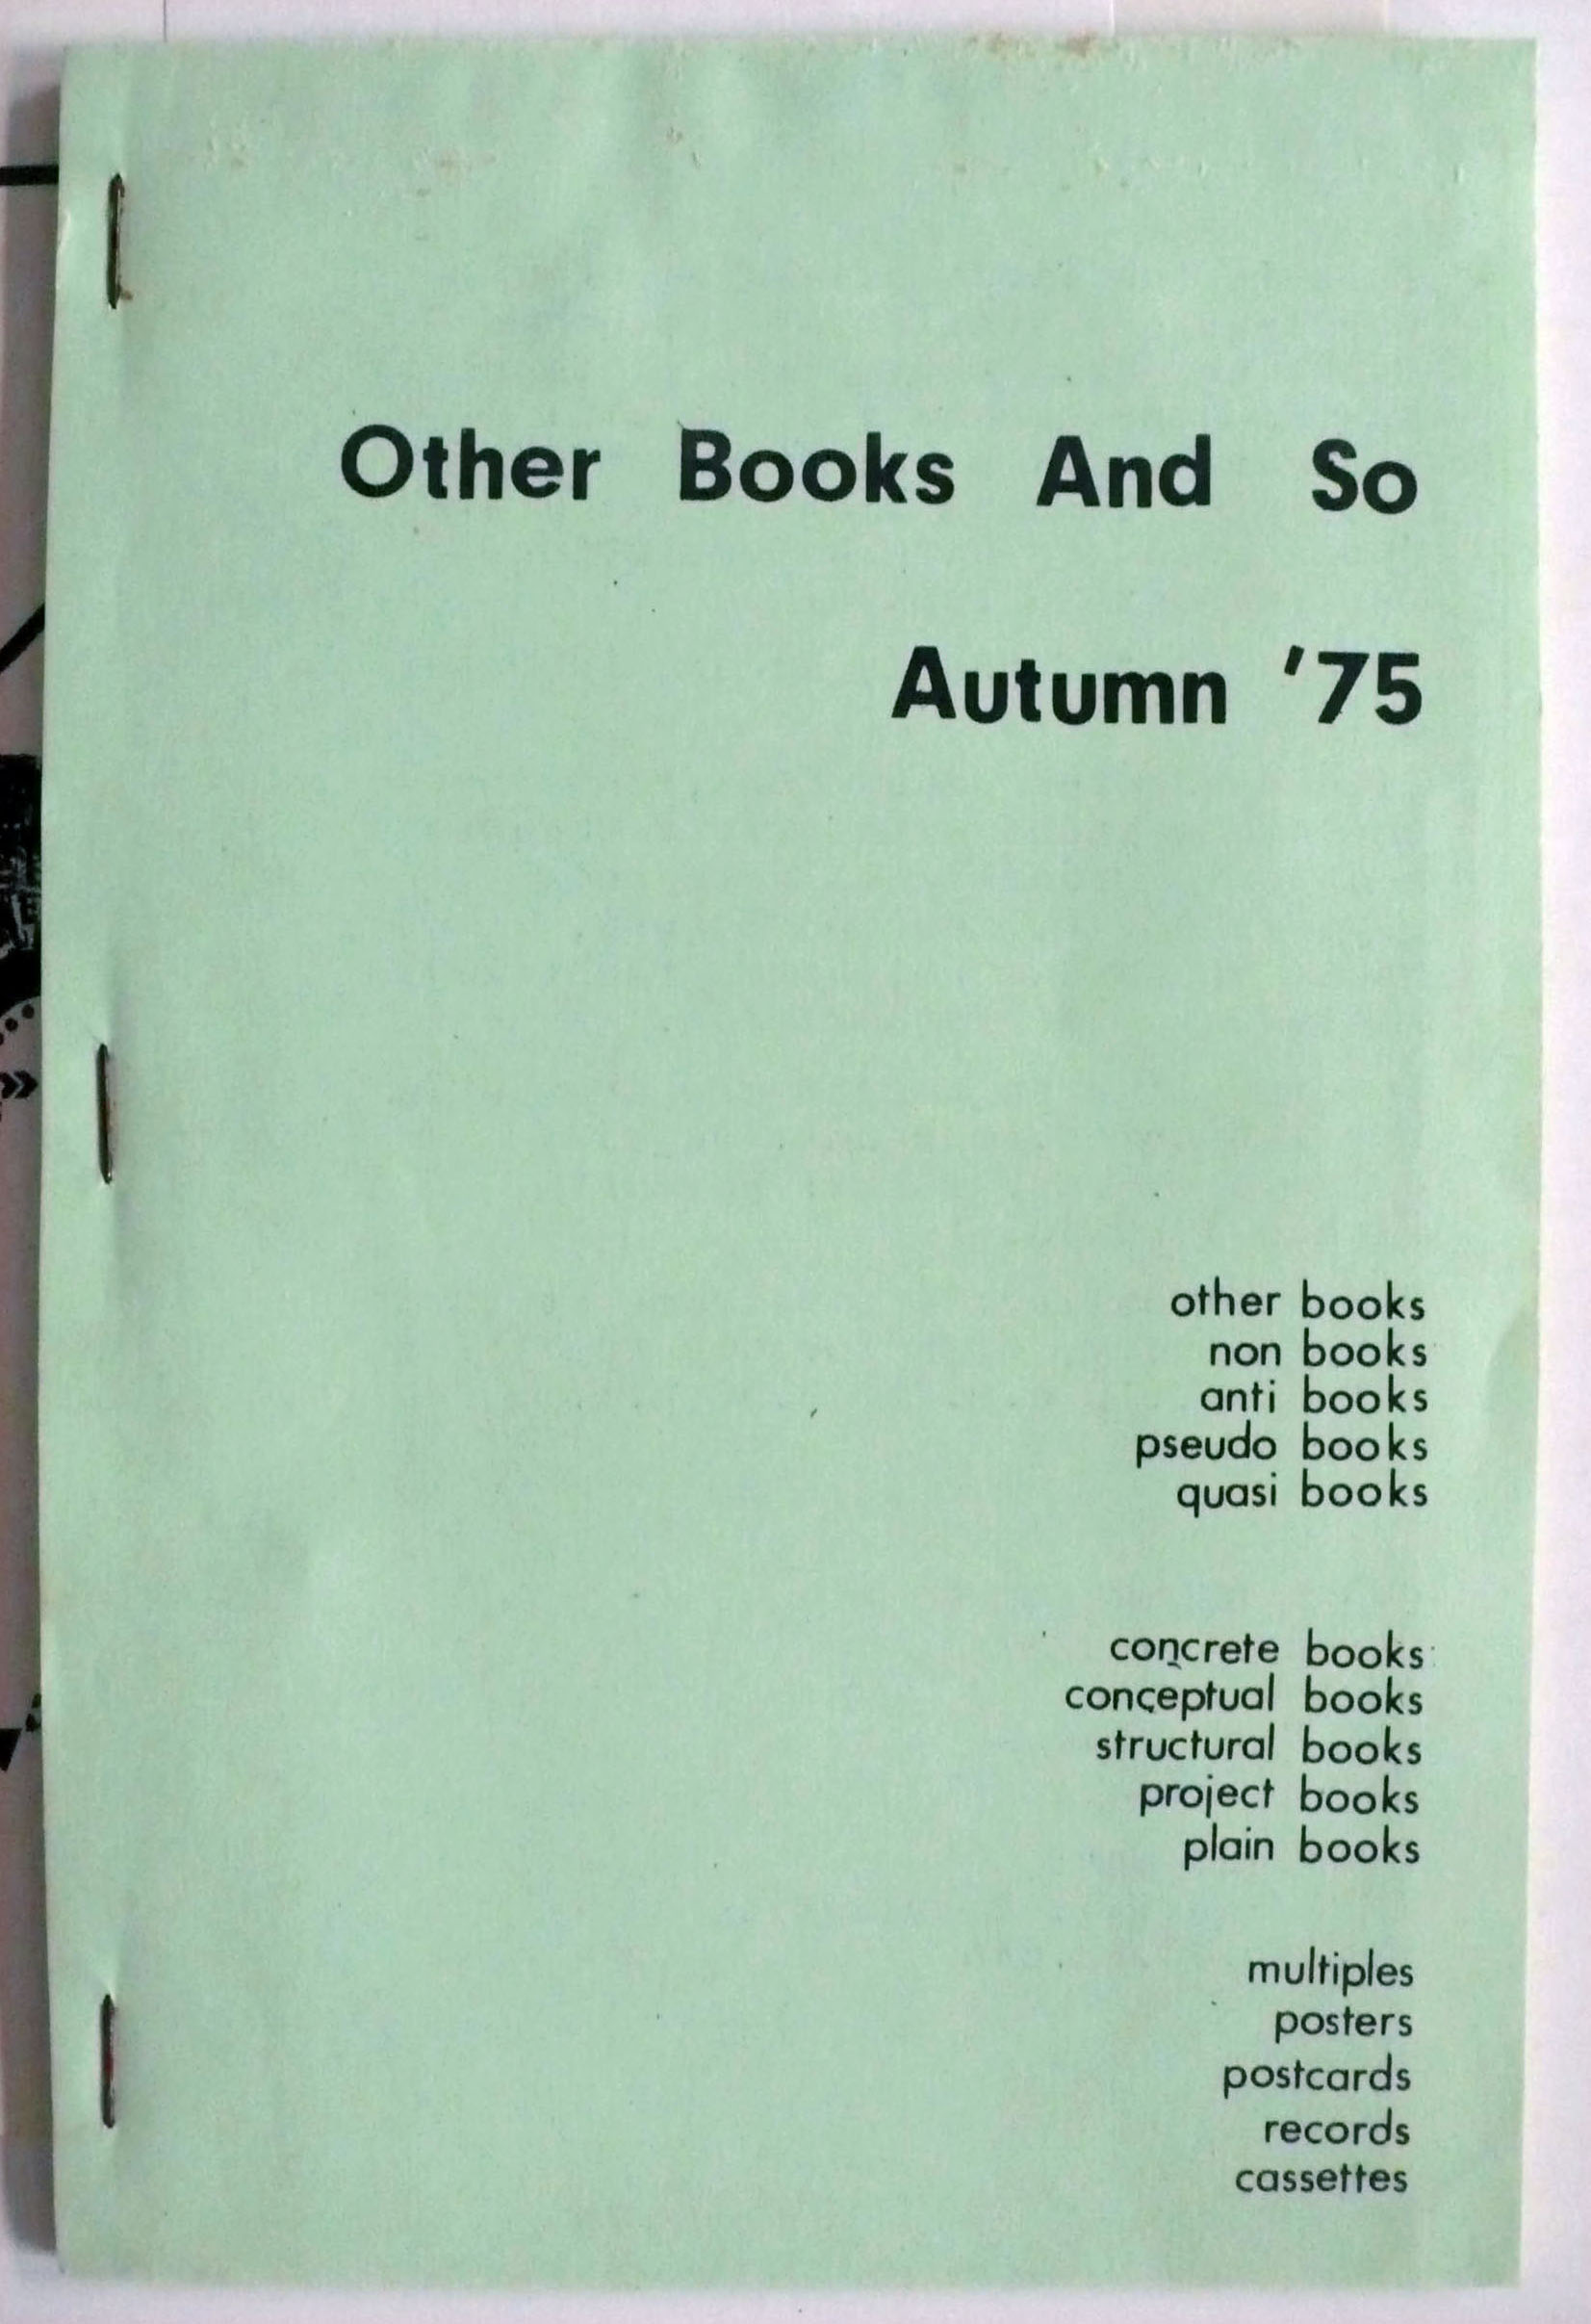 Other Books And So
Autumn '75
other books
non books
anti books
pseudo books
quasi books
concrete books
conceptual books
structural books
project books
plain books
multiples
posters
postcards
records
cassettes